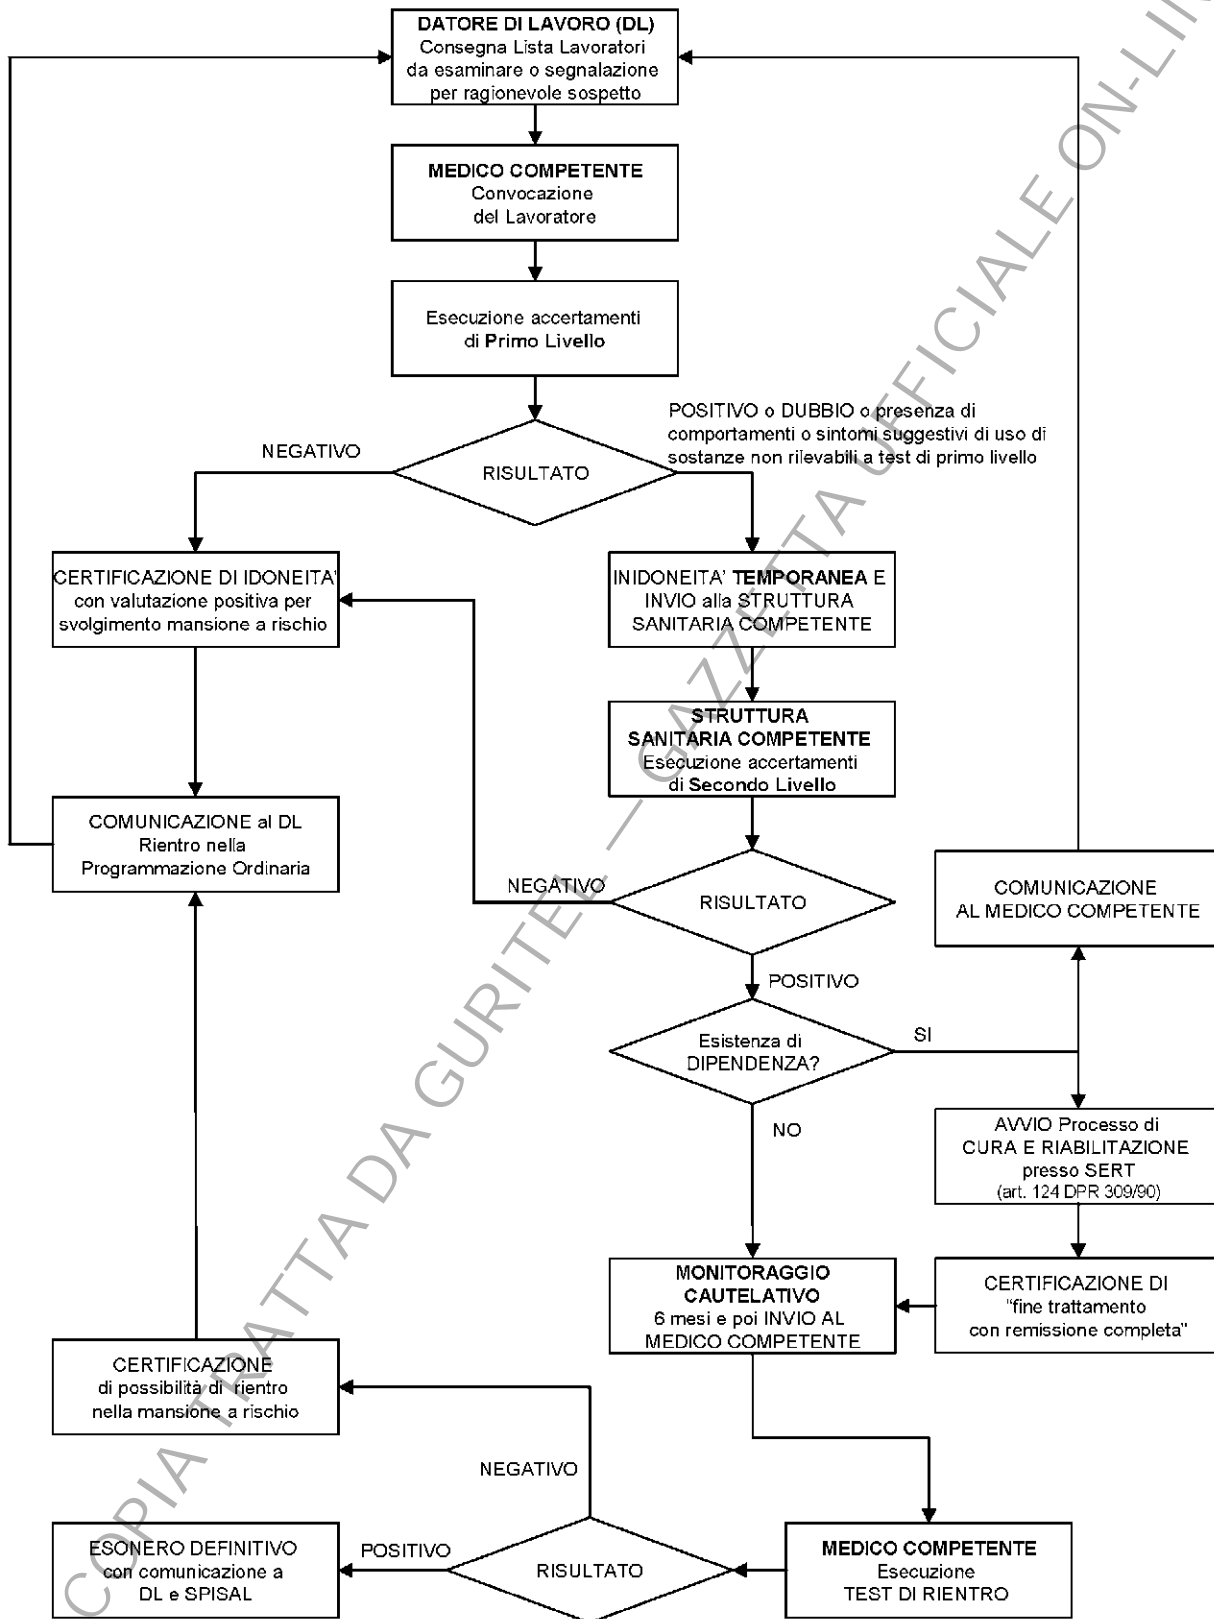 DATORE DI LAVORO (DL)
Consegna Lista Lavoratori
da esaminare o segnalazione
per ragionevole sospetto
MEDICO COMPETENTE
Convocazione
del Lavoratore
Esecuzione accertamenti
di Primo Livello
POSITIVO o DUBBIO o presenza di
comportamenti o sintomi suggestivi di uso di
sostanze non rilevabili a test di primo livello
NEGATIVO
RISULTATO
CERTIFICAZIONE DI IDONEITA'
con valutazione positiva per
svolgimento mansione a rischio
INIDONEITA' TEMPORANEA E
INVIO alla STRUTTURA
SANITARIA COMPETENTE
STRUTTURA
SANITARIA COMPETENTE
Esecuzione accertamenti
di Secondo Livello
COMUNICAZIONE al DL
Rientro nella
Programmazione Ordinaria
NEGATIVO
RISULTATO
COMUNICAZIONE
AL MEDICO COMPETENTE
POSITIVO
Esistenza di
DIPENDENZA?
SI
NO
AVVIO Processo di
CURA E RIABILITAZIONE
presso SERT
(art. 124 DPR 309/90)
MONITORAGGIO
CAUTELATIVO
6 mesi e poi INVIO AL
MEDICO COMPETENTE
CERTIFICAZIONE DI
"fine trattamento
con remissione completa"
CERTIFICAZIONE
di possibilità di rientro
nella mansione a rischio
NEGATIVO
ESONERO DEFINITIVO
con comunicazione a
DL e SPISAL
POSITIVO
RISULTATO
MEDICO COMPETENTE
Esecuzione
TEST DI RIENTRO
COPIA TRATTA DA GURITEL — GAZZETTA UFFICIALE ON-LIN